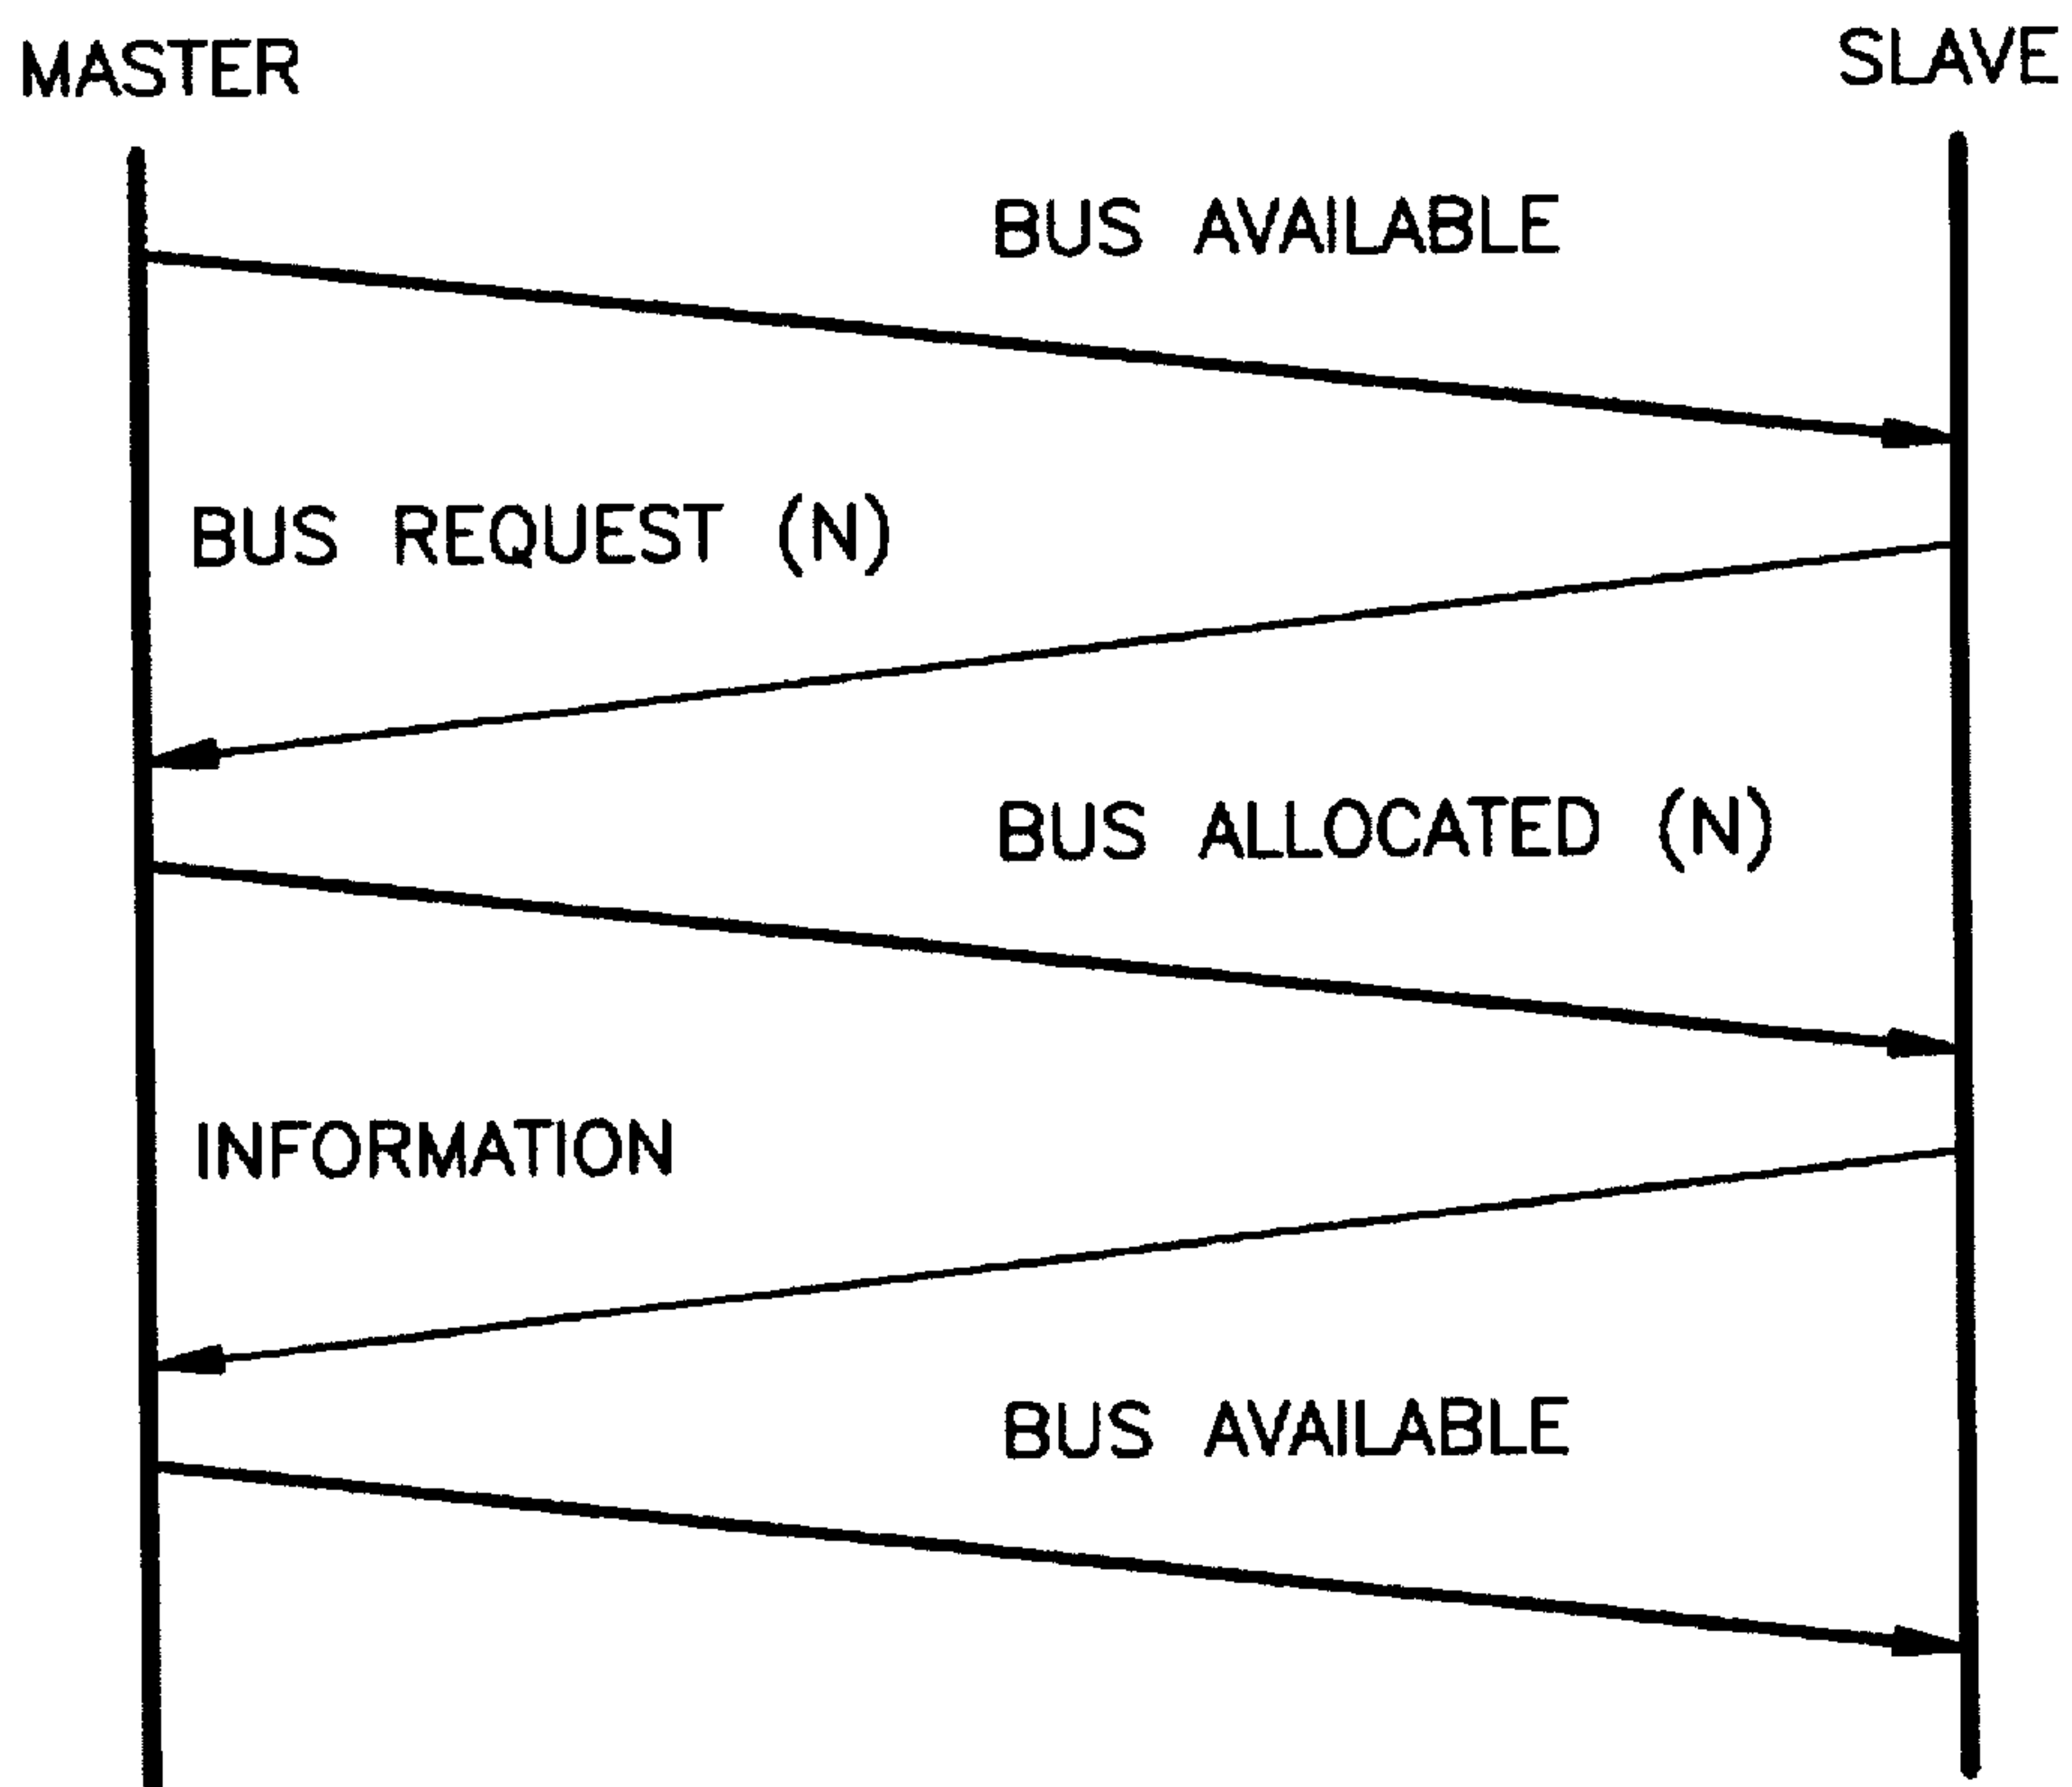 MASTER
SLAVE
BUS AVAILABLE
BUS REQUEST (N)
BUS ALLOCATED (N)
INFORMATION
BUS AVAILABLE